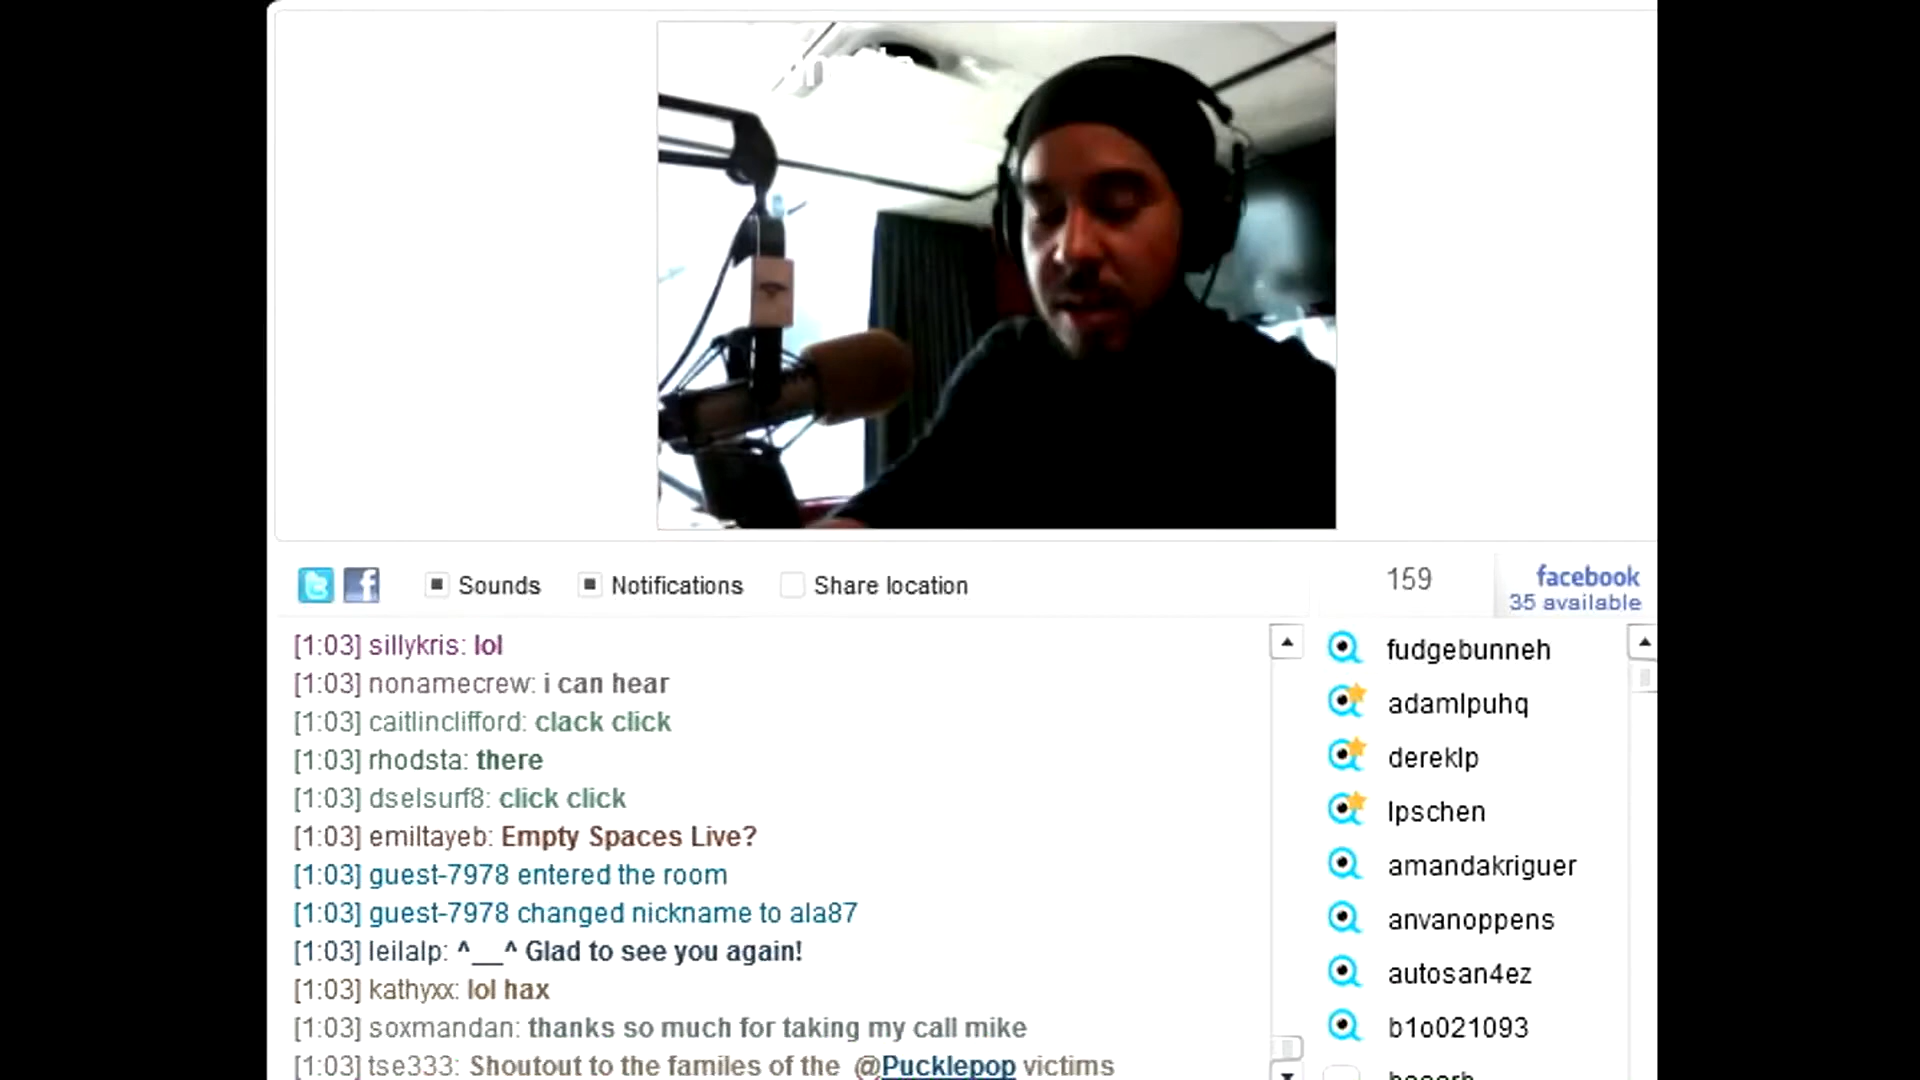 Sounds Notifications Share location
159
facebook
35 available
[1:03] sillykris: lol
[1:03] nonamecrew: i can hear
[1:03] caitlinclifford: clack click
[1:03] rhodsta: there
[1:03] dselsurf8: click click
[1:03] emiltayeb: Empty Spaces Live?
[1:03] guest-7978 entered the room
[1:03] guest-7978 changed nickname to ala87
[1:03] leilalp: ^__^ Glad to see you again!
[1:03] kathyxx: lol hax
[1:03] soxmandan: thanks so much for taking my call mike
[1:03] tse333: Shoutout to the familes of the @Pucklepop victims
fudgebunneh
adamlpuhq
dereklp
lpschen
amandakriguer
anvanoppens
autosan4ez
b1o021093